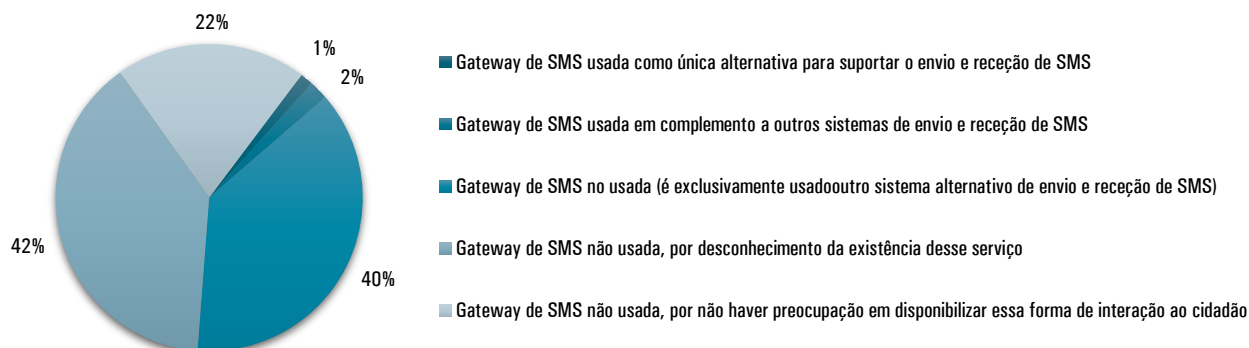 22%
1%
2%
42%
40%
Gateway de SMS usada como única alternativa para suportar o envio e receção de SMS
Gateway de SMS usada em complemento a outros sistemas de envio e receção de SMS
Gateway de SMS no usada (é exclusivamente usadooutro sistema alternativo de envio e receção de SMS)
Gateway de SMS não usada, por desconhecimento da existência desse serviço
Gateway de SMS não usada, por não haver preocupação em disponibilizar essa forma de interação ao cidadão